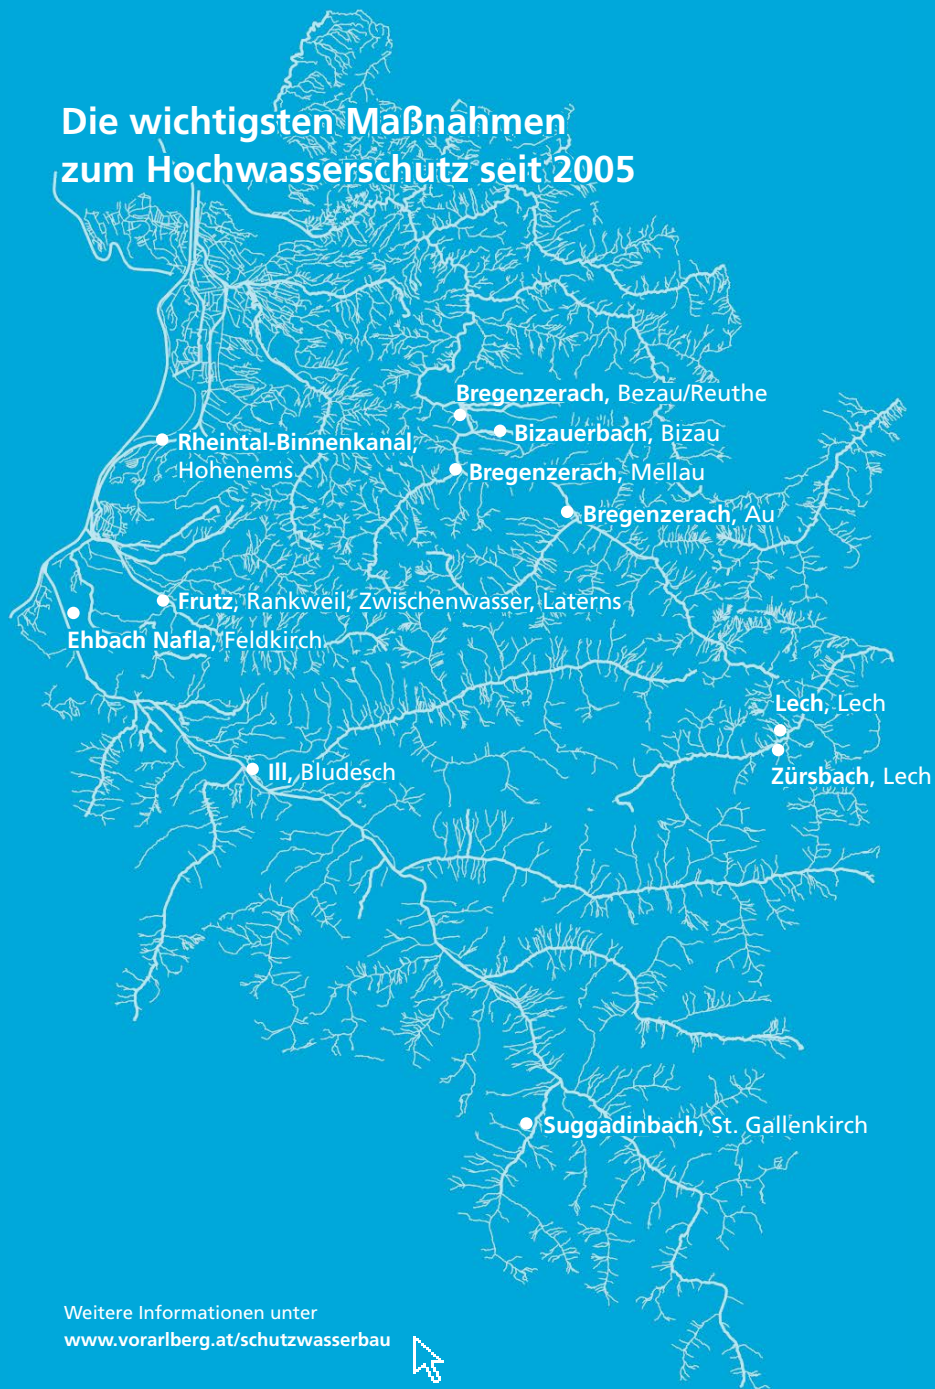 Die wichtigsten Maßnahmen
zum Hochwasserschutz seit 2005
Bregenzerach, Bezau/Reuthe
Bizauerbach, Bizau
Rheintal-Binnenkanal,
Hohenems
Bregenzerach, Mellau
Bregenzerach, Au
Frutz, Rankweil, Zwischenwasser, Laterns
Ehbach Nafla, Feldkirch
Lech, Lech
Ill, Bludesch
Zürsbach, Lech
Suggadinbach, St. Gallenkirch
Weitere Informationen unter
www.vorarlberg.at/schutzwasserbau